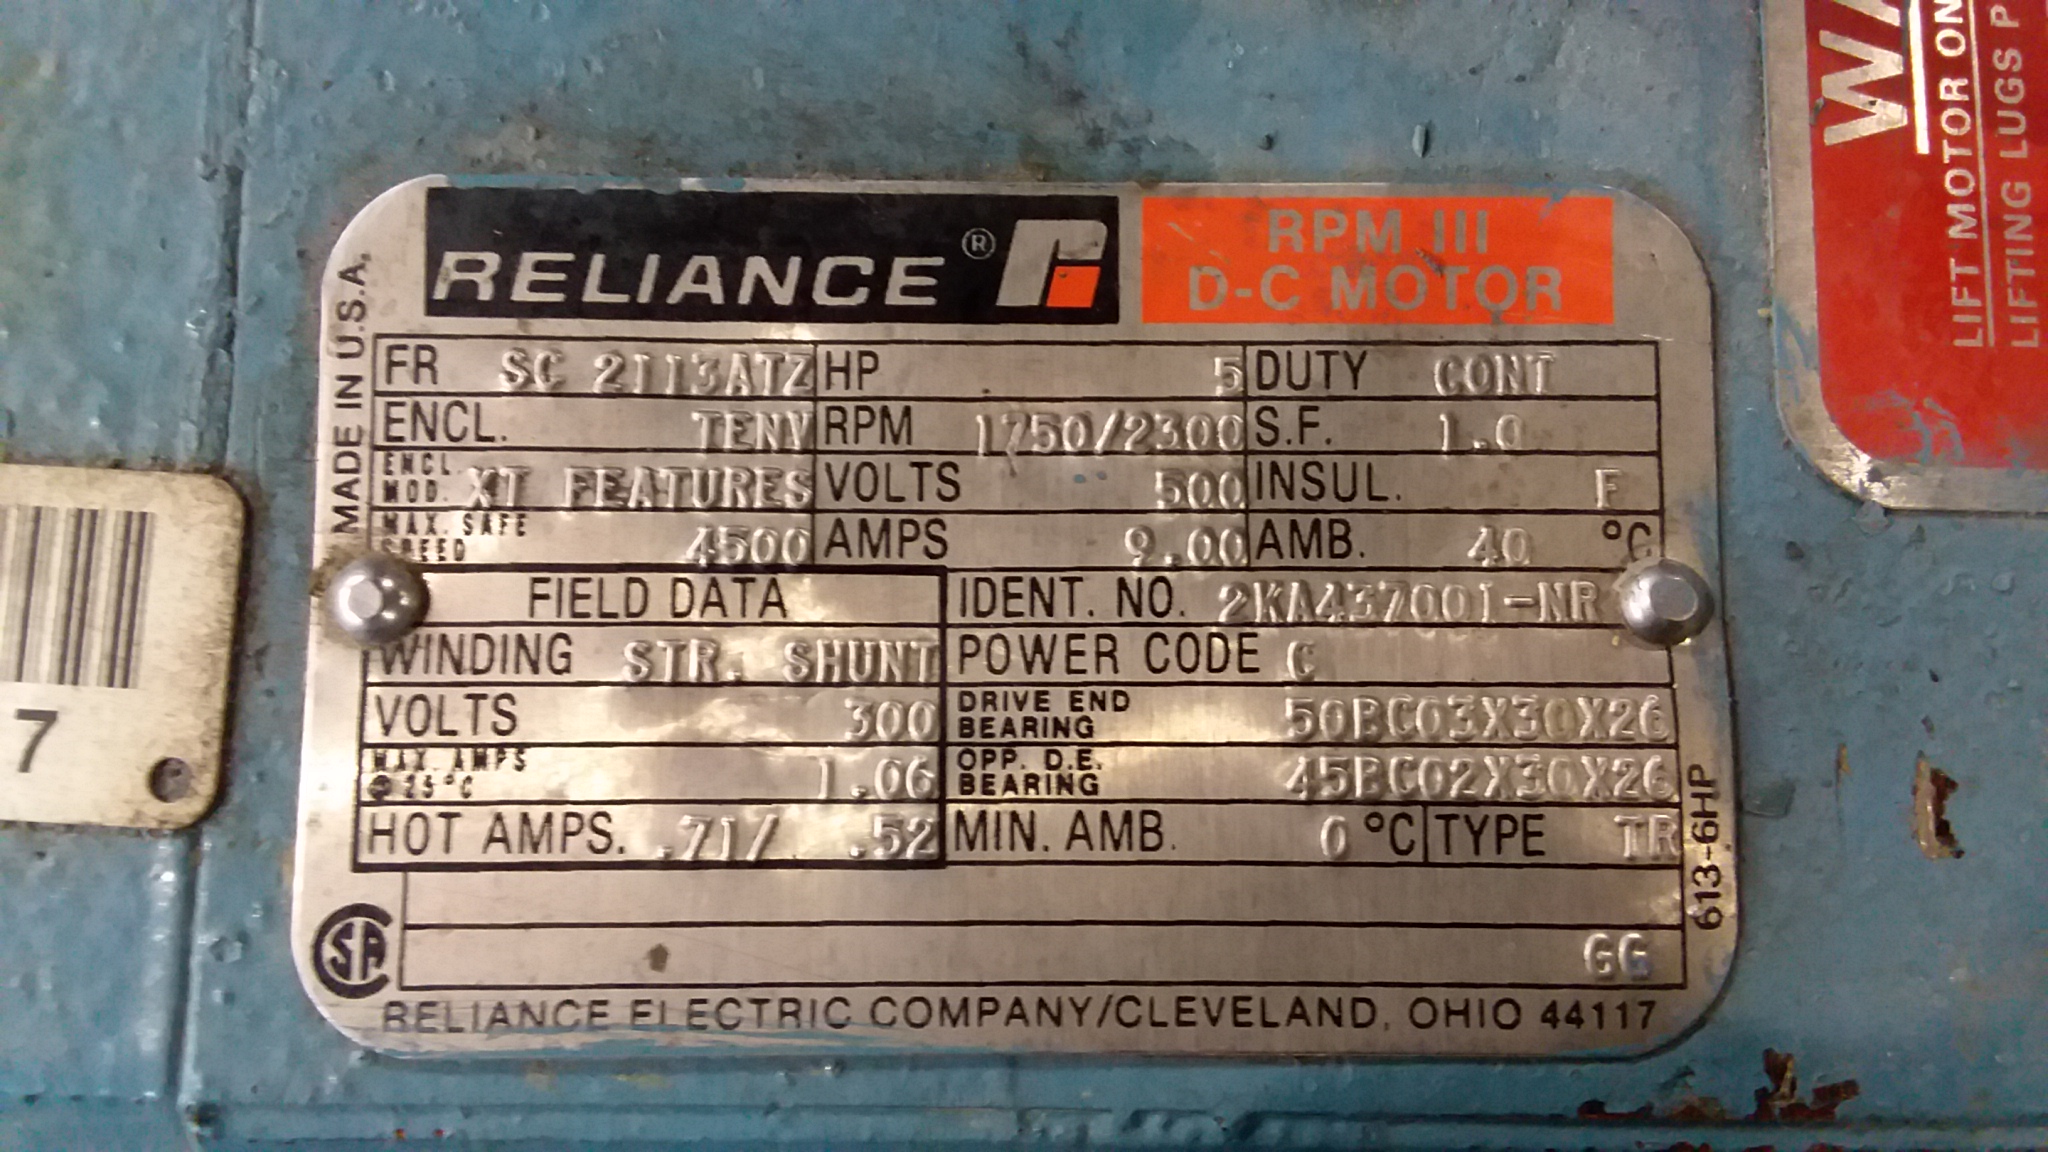 MADE IN U.S.A.
RELIANCE ®
RPM III
D-C MOTOR
FR SC 2113ATZ HP 5 DUTY CONT
ENCL. TENV RPM 1750/2300 S.F. 1.0
ENCL. MOD. XT FEATURES VOLTS 500 INSUL. F
MAX. SAFE SPEED 4500 AMPS 9.00 AMB. 40 °C
FIELD DATA IDENT. NO. 2KA437001-NR
WINDING STR. SHUNT POWER CODE C
VOLTS 300 DRIVE END BEARING 50BC03X30X26
MAX. AMPS @ 25°C 1.06 OPP. D.E. BEARING 45BC02X30X26
HOT AMPS. .71/ .52 MIN. AMB. 0 °C TYPE TR
613-6HP
GG
CSA
RELIANCE ELECTRIC COMPANY/CLEVELAND, OHIO 44117
7
LIFT MOTOR ON
LIFTING LUGS